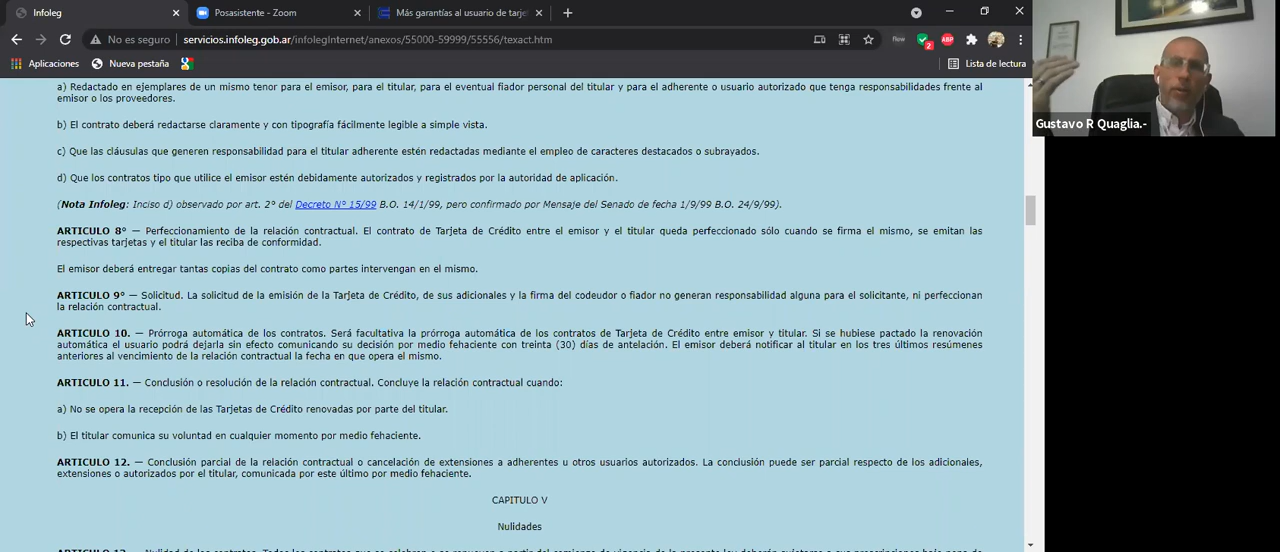 Infoleg
Posasistente - Zoom
Más garantías al usuario de tarje
No es seguro
servicios.infoleg.gob.ar/infolegInternet/anexos/55000-59999/55556/texact.htm
flow
2
ABP
Aplicaciones
Nueva pestaña
Lista de lectura
Gustavo R Quaglia.-
a) Redactado en ejemplares de un mismo tenor para el emisor, para el titular, para el eventual fiador personal del titular y para el adherente o usuario autorizado que tenga responsabilidades frente al
emisor o los proveedores.
b) El contrato deberá redactarse claramente y con tipografía fácilmente legible a simple vista.
c) Que las cláusulas que generen responsabilidad para el titular adherente estén redactadas mediante el empleo de caracteres destacados o subrayados.
d) Que los contratos tipo que utilice el emisor estén debidamente autorizados y registrados por la autoridad de aplicación.
(Nota Infoleg: Inciso d) observado por art. 2° del Decreto N° 15/99 B.O. 14/1/99, pero confirmado por Mensaje del Senado de fecha 1/9/99 B.O. 24/9/99).
ARTICULO 8° — Perfeccionamiento de la relación contractual. El contrato de Tarjeta de Crédito entre el emisor y el titular queda perfeccionado sólo cuando se firma el mismo, se emitan las
respectivas tarjetas y el titular las reciba de conformidad.
El emisor deberá entregar tantas copias del contrato como partes intervengan en el mismo.
ARTICULO 9° — Solicitud. La solicitud de la emisión de la Tarjeta de Crédito, de sus adicionales y la firma del codeudor o fiador no generan responsabilidad alguna para el solicitante, ni perfeccionan
la relación contractual.
ARTICULO 10. — Prórroga automática de los contratos. Será facultativa la prórroga automática de los contratos de Tarjeta de Crédito entre emisor y titular. Si se hubiese pactado la renovación
automática el usuario podrá dejarla sin efecto comunicando su decisión por medio fehaciente con treinta (30) días de antelación. El emisor deberá notificar al titular en los tres últimos resúmenes
anteriores al vencimiento de la relación contractual la fecha en que opera el mismo.
ARTICULO 11. — Conclusión o resolución de la relación contractual. Concluye la relación contractual cuando:
a) No se opera la recepción de las Tarjetas de Crédito renovadas por parte del titular.
b) El titular comunica su voluntad en cualquier momento por medio fehaciente.
ARTICULO 12. — Conclusión parcial de la relación contractual o cancelación de extensiones a adherentes u otros usuarios autorizados. La conclusión puede ser parcial respecto de los adicionales,
extensiones o autorizados por el titular, comunicada por este último por medio fehaciente.
CAPITULO V
Nulidades